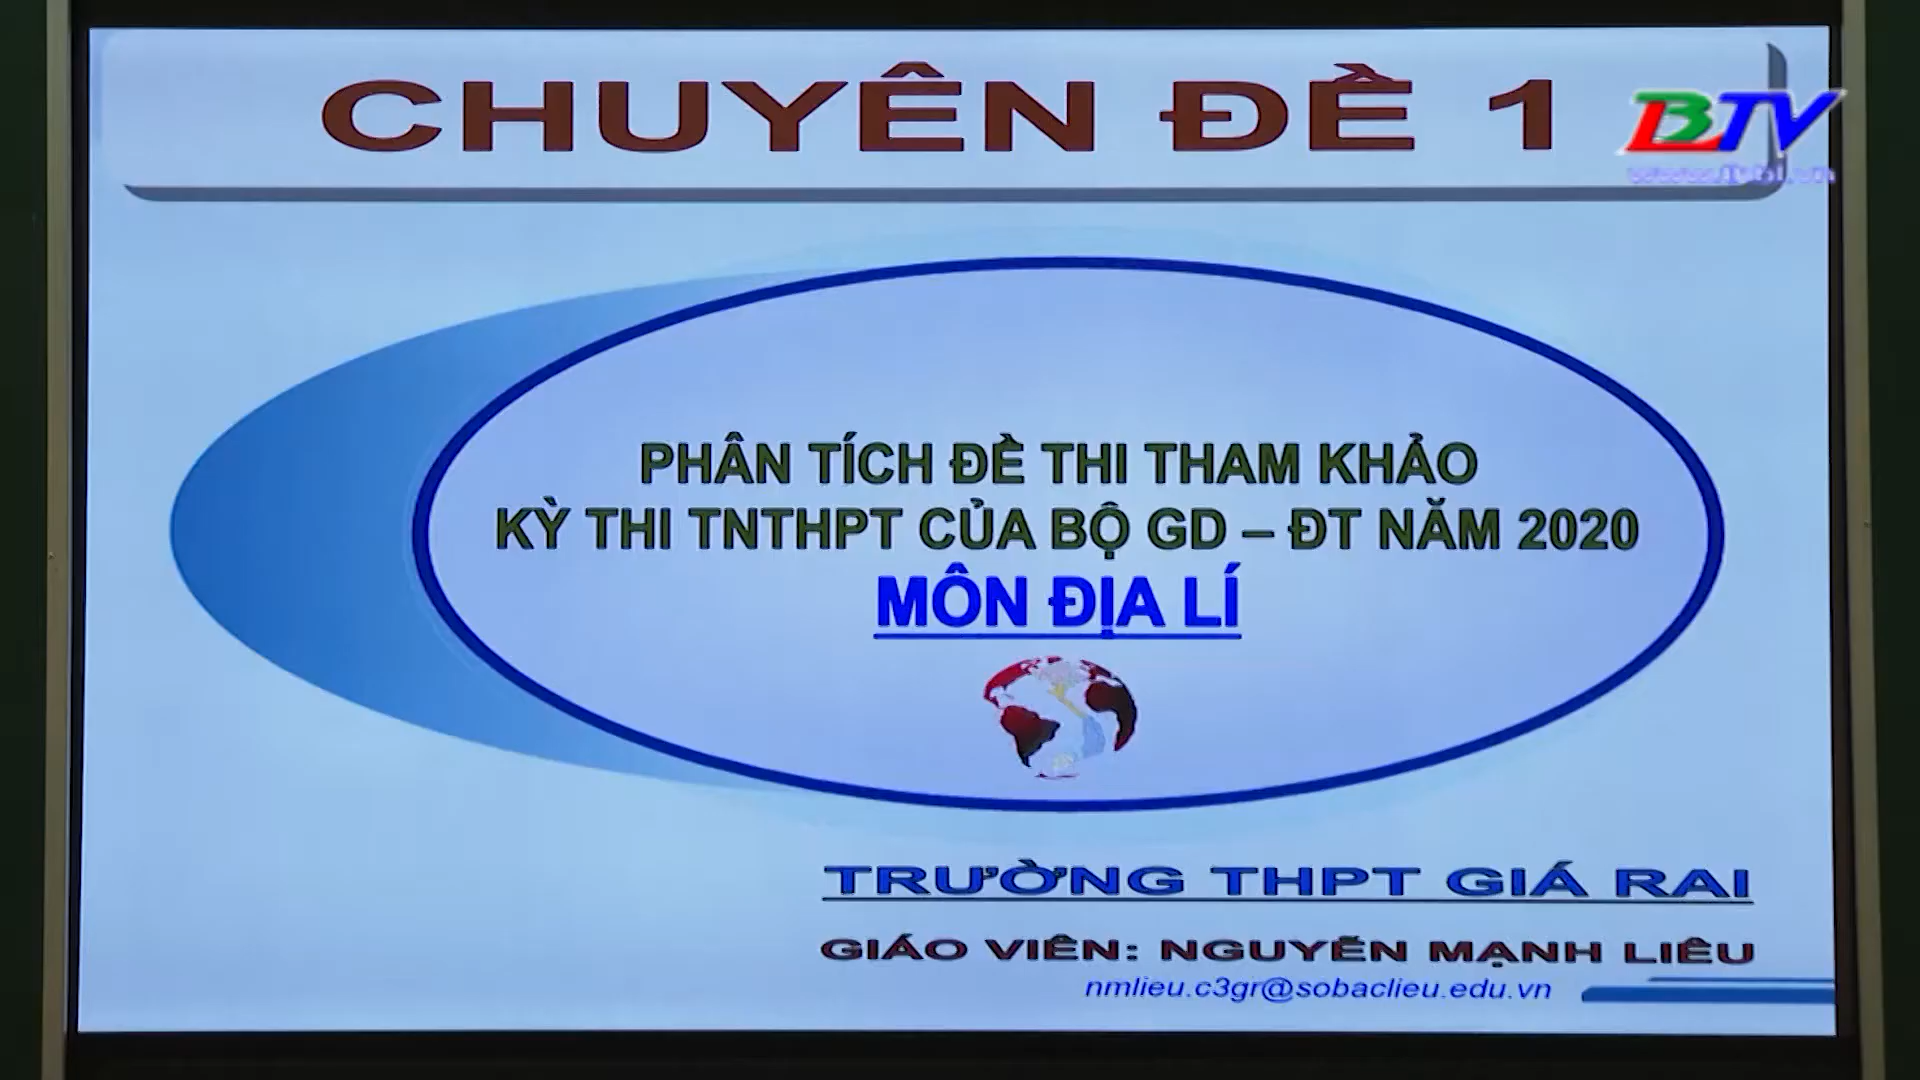 CHUYÊN ĐỀ 1
BTV
PHÂN TÍCH ĐỀ THI THAM KHẢO
KỲ THI TNTHPT CỦA BỘ GD – ĐT NĂM 2020
MÔN ĐỊA LÍ
TRƯỜNG THPT GIÁ RAI
GIÁO VIÊN: NGUYỄN MẠNH LIÊU
nmlieu.c3gr@sobaclieu.edu.vn